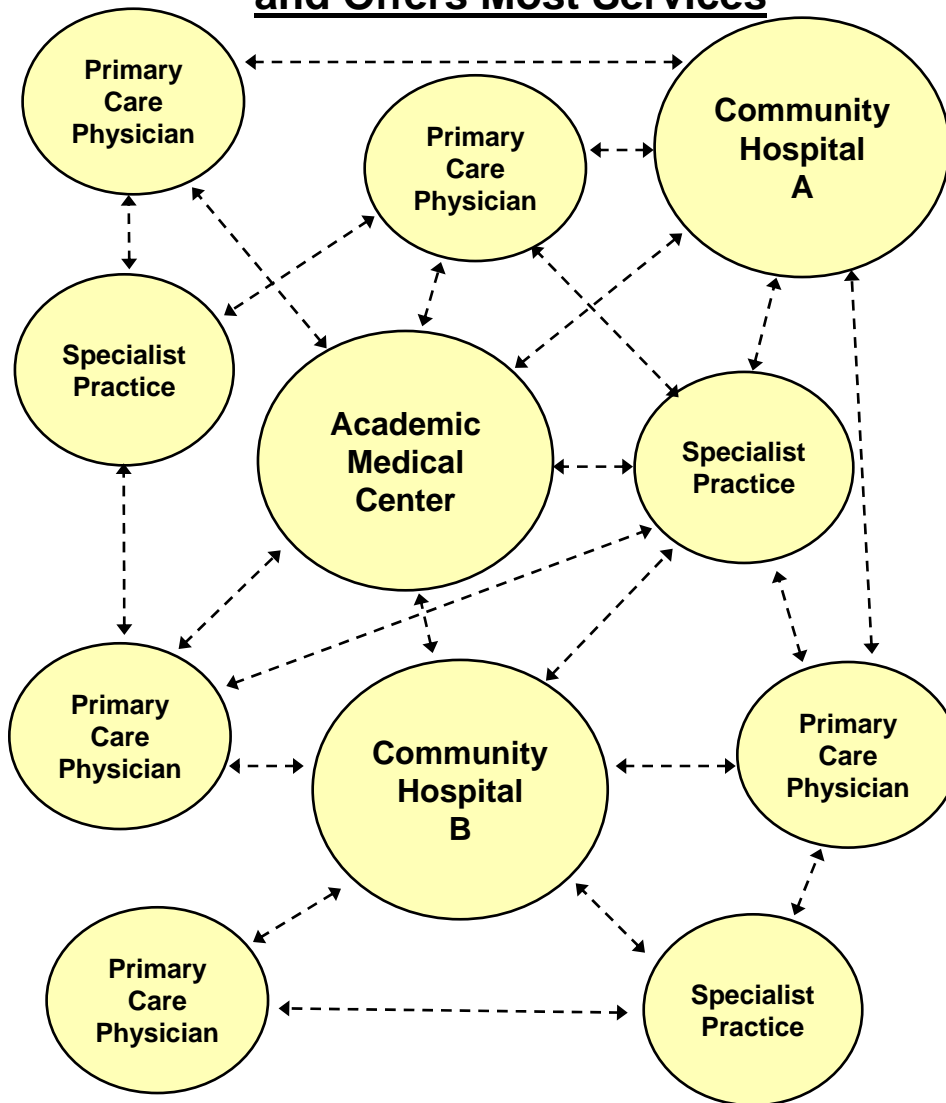 and Offers Most Services
Primary
Care
Physician
Primary
Care
Physician
Community
Hospital
A
Specialist
Practice
Academic
Medical
Center
Specialist
Practice
Primary
Care
Physician
Community
Hospital
B
Primary
Care
Physician
Primary
Care
Physician
Specialist
Practice